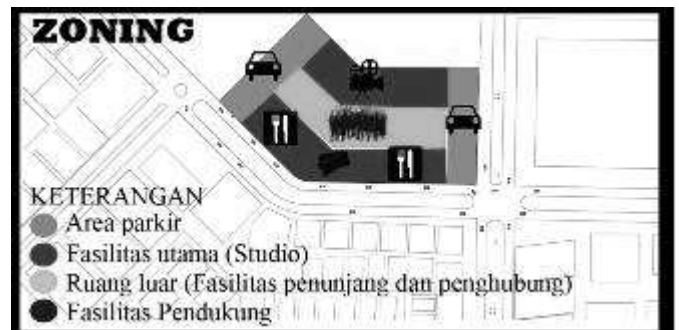 ZONING
KETERANGAN
Area parkir
Fasilitas utama (Studio)
Ruang luar (Fasilitas penunjang dan penghubung)
Fasilitas Pendukung